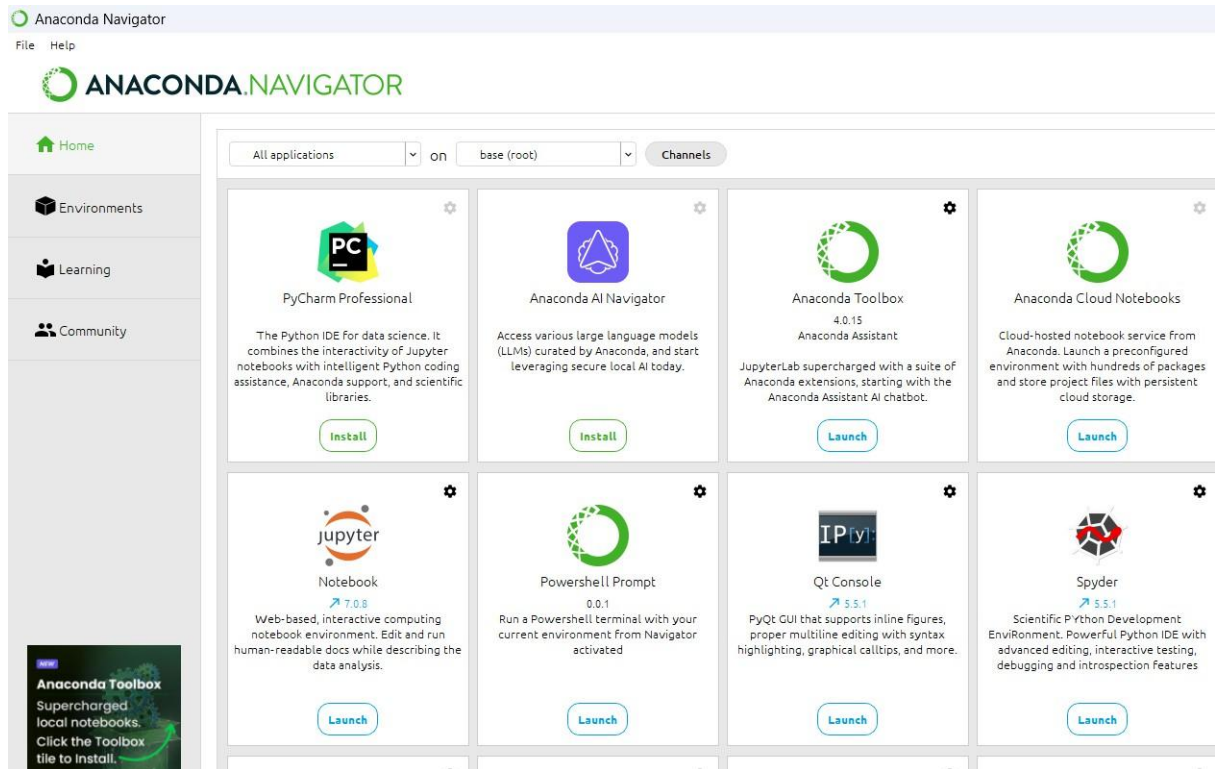 Anaconda Navigator
File Help
ANACONDA.NAVIGATOR
Home
Environments
Learning
Community
All applications on base (root) Channels
PC
PyCharm Professional
The Python IDE for data science. It
combines the interactivity of Jupyter
notebooks with intelligent Python coding
assistance, Anaconda support, and scientific
libraries.
Install
Anaconda AI Navigator
Access various large language models
(LLMs) curated by Anaconda, and start
leveraging secure local AI today.
Install
Anaconda Toolbox
4.0.15
Anaconda Assistant
JupyterLab supercharged with a suite of
Anaconda extensions, starting with the
Anaconda Assistant AI chatbot.
Launch
Anaconda Cloud Notebooks
Cloud-hosted notebook service from
Anaconda. Launch a preconfigured
environment with hundreds of packages
and store project files with persistent
cloud storage.
Launch
jupyter
Notebook
7.0.8
Web-based, interactive computing
notebook environment. Edit and run
human-readable docs while describing the
data analysis.
Launch
Powershell Prompt
0.0.1
Run a Powershell terminal with your
current environment from Navigator
activated
Launch
IP[y]:
Qt Console
5.5.1
PyQt GUI that supports inline figures,
proper multiline editing with syntax
highlighting, graphical calltips, and more.
Launch
Spyder
5.5.1
Scientific PYthon Development
EnviRonment. Powerful Python IDE with
advanced editing, interactive testing,
debugging and introspection features
Launch
NEW
Anaconda Toolbox
Supercharged
local notebooks.
Click the Toolbox
tile to Install.